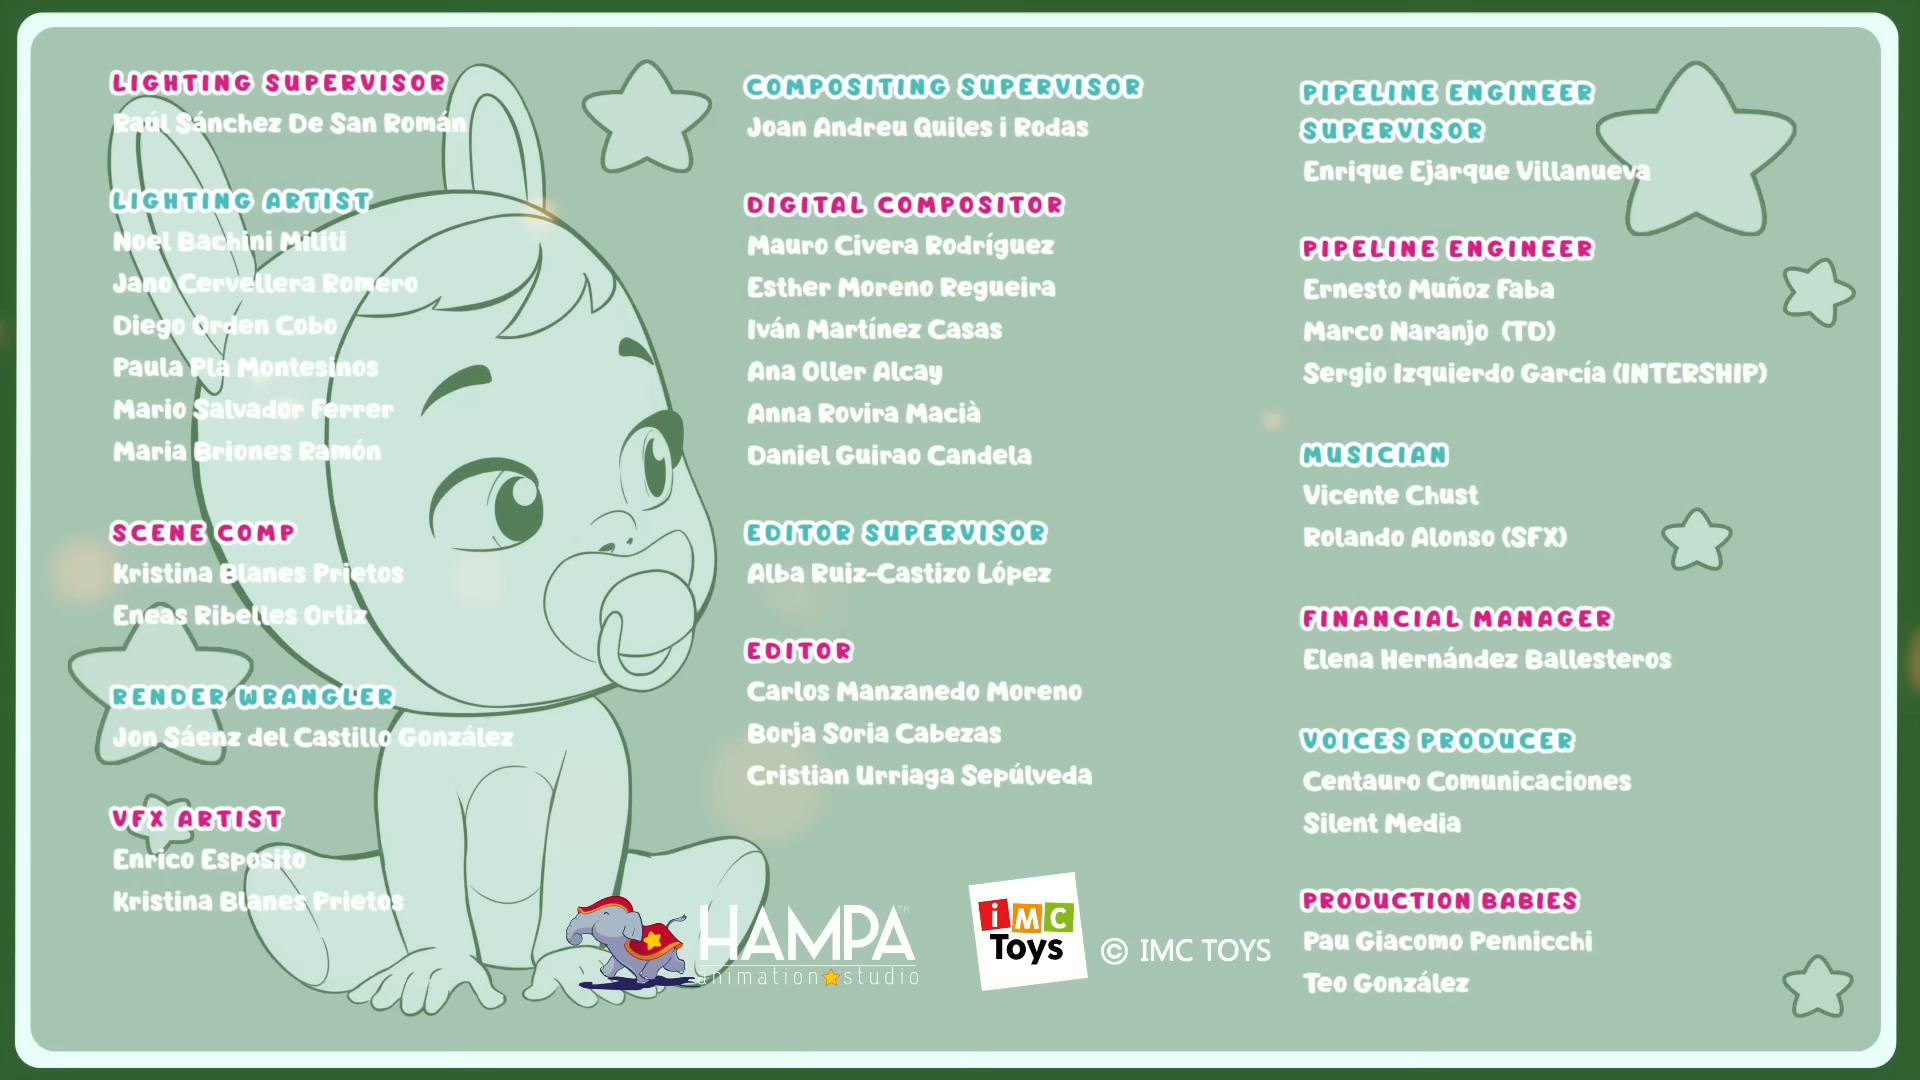 LIGHTING SUPERVISOR
Raúl Sánchez De San Román
LIGHTING ARTIST
Noel Bachini Militi
Jano Cervellera Romero
Diego Orden Cobo
Paula Pla Montesinos
Mario Salvador Ferrer
Maria Briones Ramón
SCENE COMP
Kristina Blanes Prietos
Eneas Ribelles Ortiz
RENDER WRANGLER
Jon Sáenz del Castillo González
VFX ARTIST
Enrico Esposito
Kristina Blanes Prietos
COMPOSITING SUPERVISOR
Joan Andreu Quiles i Rodas
DIGITAL COMPOSITOR
Mauro Civera Rodríguez
Esther Moreno Regueira
Iván Martínez Casas
Ana Oller Alcay
Anna Rovira Macià
Daniel Guirao Candela
EDITOR SUPERVISOR
Alba Ruiz-Castizo López
EDITOR
Carlos Manzanedo Moreno
Borja Soria Cabezas
Cristian Urriaga Sepúlveda
HAMPA™
animation studio
iMC
Toys
© IMC TOYS
PIPELINE ENGINEER
SUPERVISOR
Enrique Ejarque Villanueva
PIPELINE ENGINEER
Ernesto Muñoz Faba
Marco Naranjo (TD)
Sergio Izquierdo García (INTERSHIP)
MUSICIAN
Vicente Chust
Rolando Alonso (SFX)
FINANCIAL MANAGER
Elena Hernández Ballesteros
VOICES PRODUCER
Centauro Comunicaciones
Silent Media
PRODUCTION BABIES
Pau Giacomo Pennicchi
Teo González